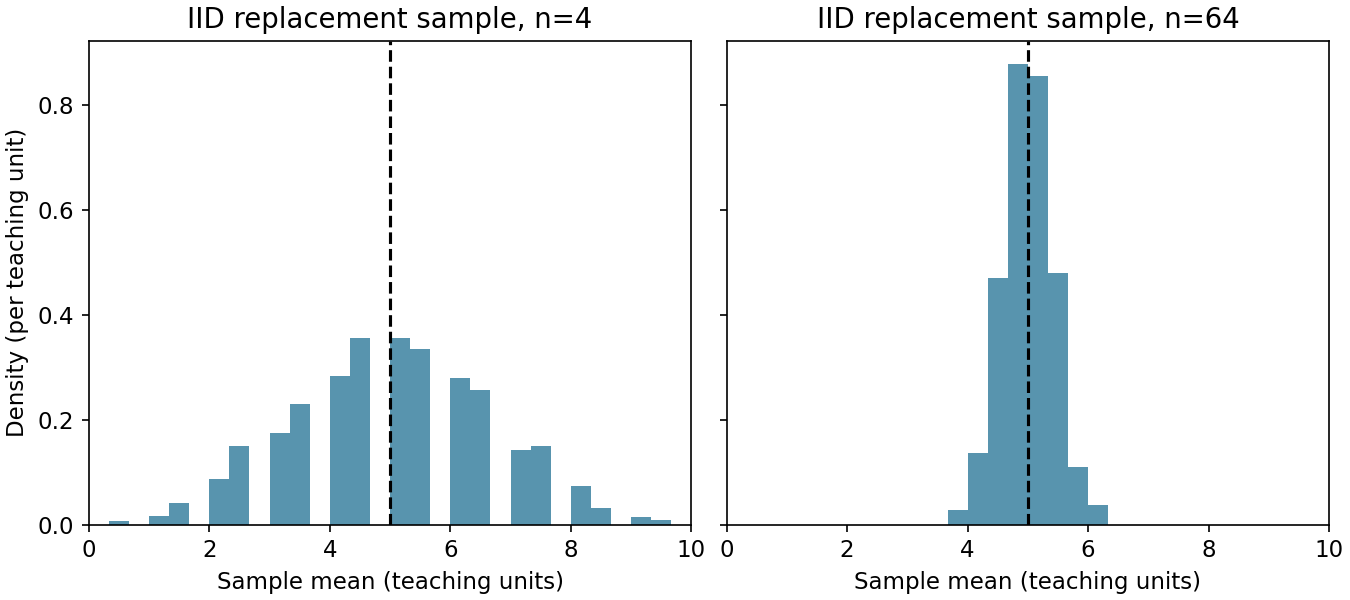 IID replacement sample, n=4
IID replacement sample, n=64
Density (per teaching unit)
0.8
0.6
0.4
0.2
0.0
0 2 4 6 8 10
0 2 4 6 8 10
Sample mean (teaching units)
Sample mean (teaching units)